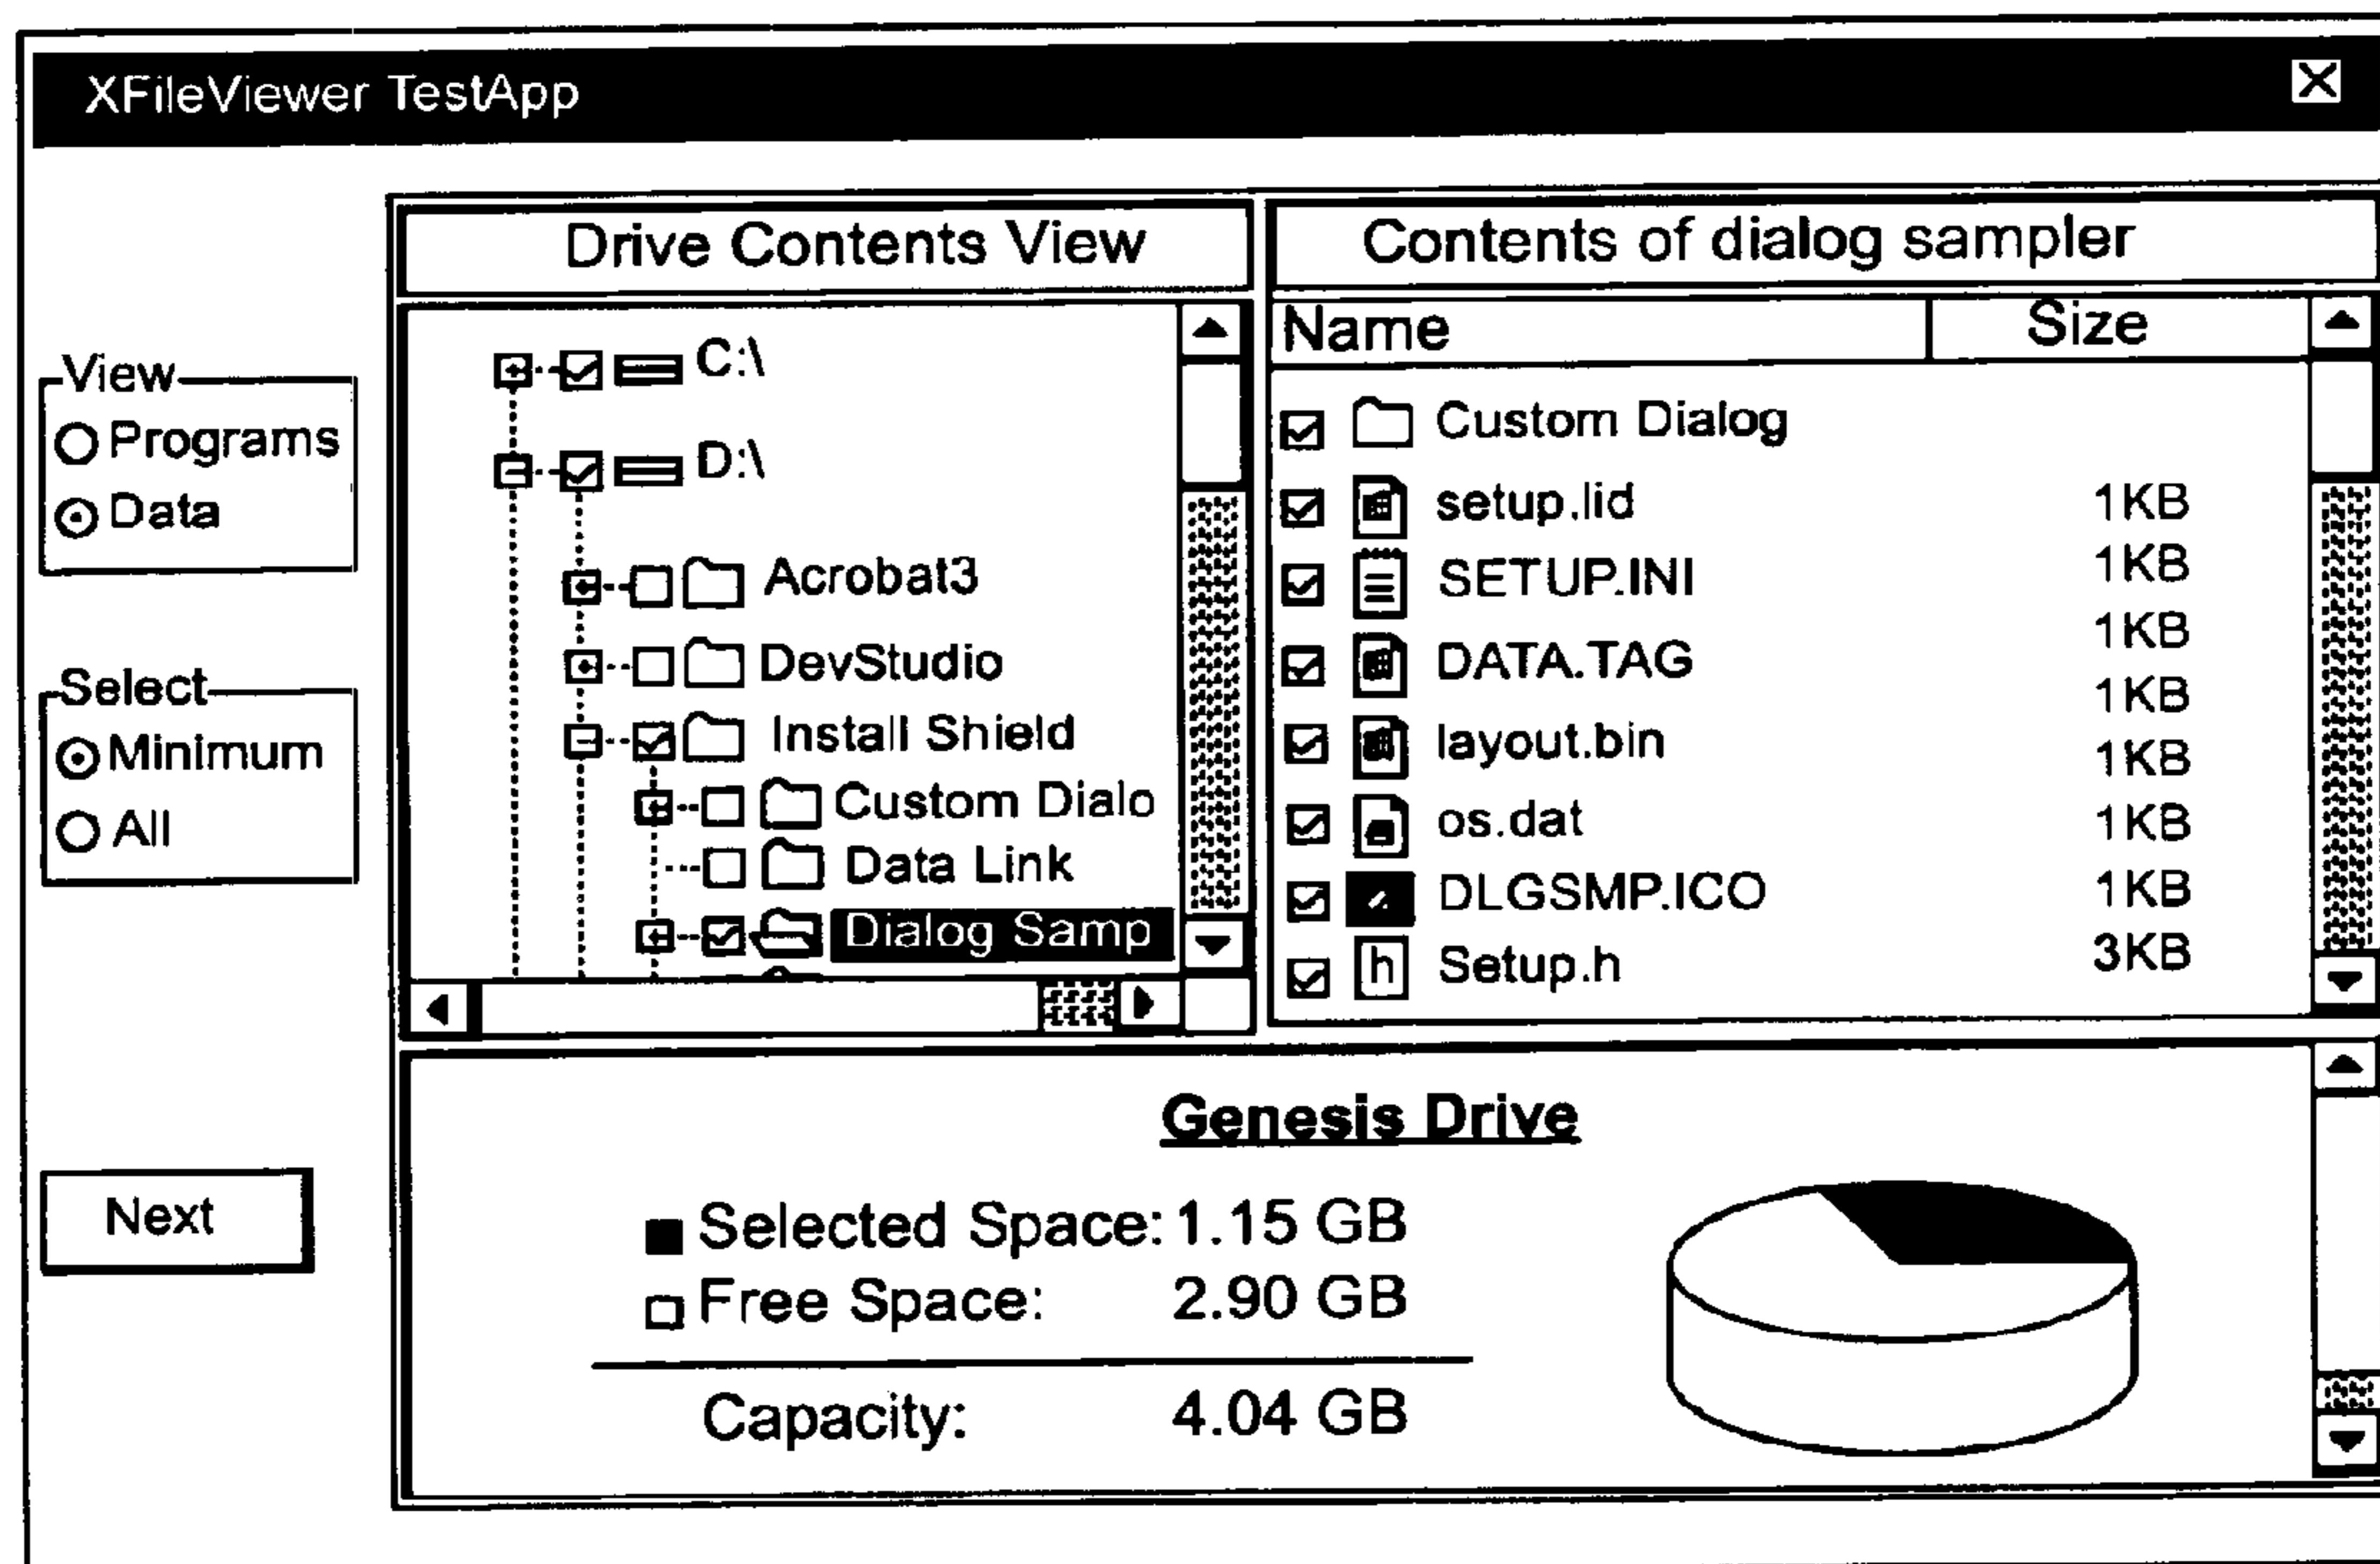 XFileViewer TestApp
View
Programs
Data
Select
Minimum
All
Next
Drive Contents View
C:\
D:\
Acrobat3
DevStudio
Install Shield
Custom Dialo
Data Link
Dialog Samp
Contents of dialog sampler
Name Size
Custom Dialog
setup.lid 1KB
SETUP.INI 1KB
DATA.TAG 1KB
layout.bin 1KB
os.dat 1KB
DLGSMP.ICO 1KB
Setup.h 1KB
3KB
Genesis Drive
Selected Space: 1.15 GB
Free Space: 2.90 GB
Capacity: 4.04 GB